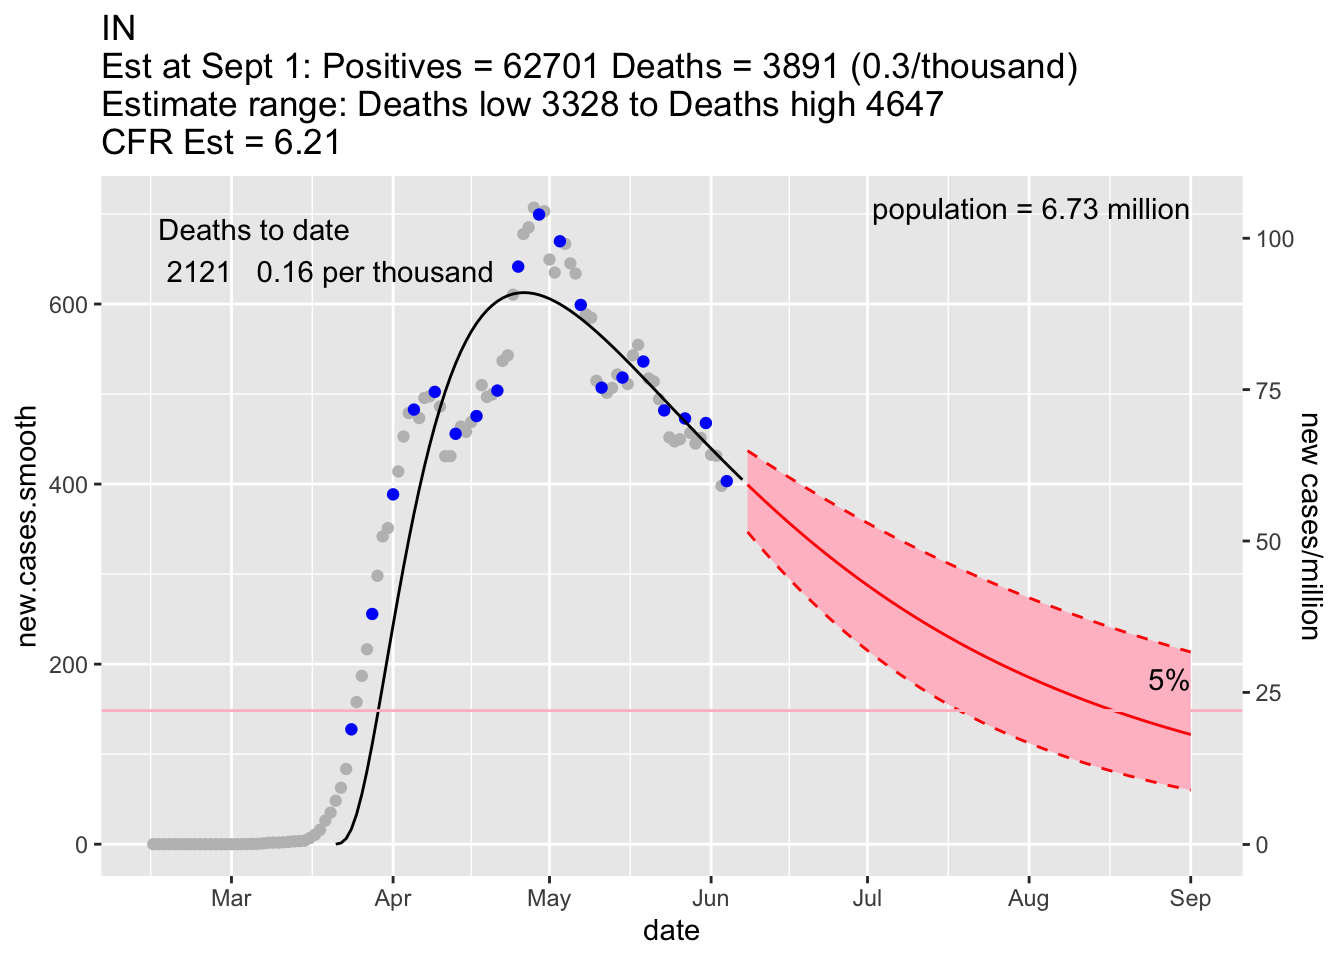 IN
Est at Sept 1: Positives = 62701 Deaths = 3891 (0.3/thousand)
Estimate range: Deaths low 3328 to Deaths high 4647
CFR Est = 6.21
population = 6.73 million
Deaths to date
2121 0.16 per thousand
600
400
200
0
new.cases.smooth
100
75
50
25
0
new cases/million
5%
Mar Apr May Jun Jul Aug Sep
date